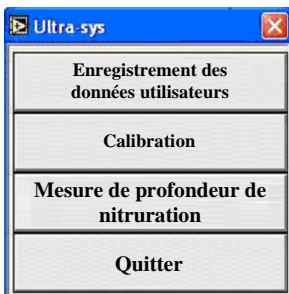 Ultra-sys
Enregistrement des
données utilisateurs
Calibration
Mesure de profondeur de
nitruration
Quitter